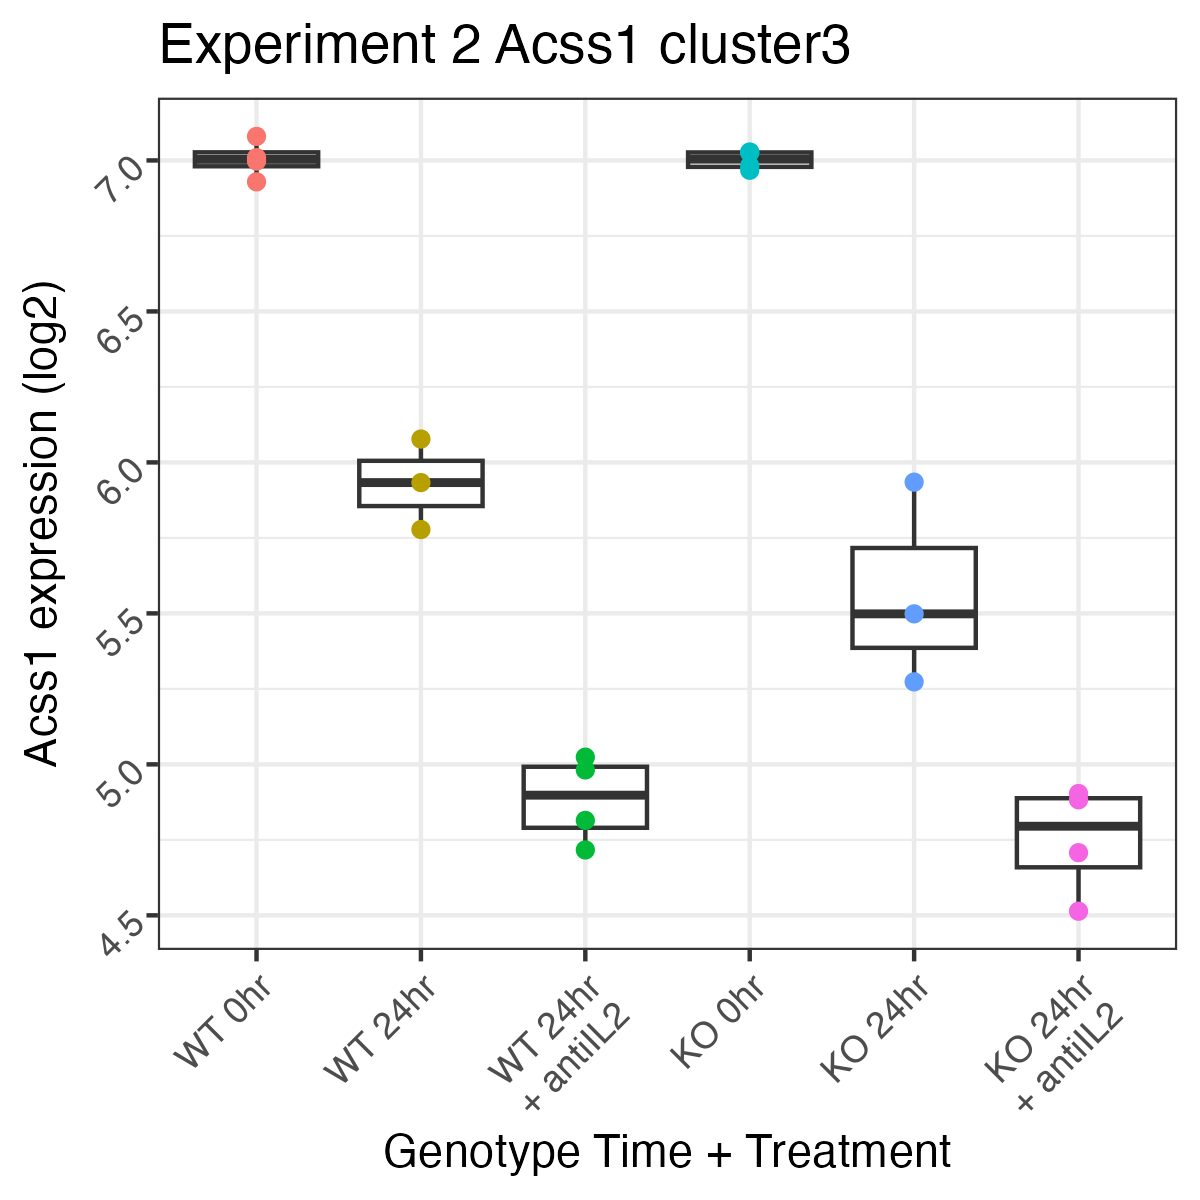 Experiment 2 Acss1 cluster3
Acss1 expression (log2)
7.0
6.5
6.0
5.5
5.0
4.5
WT 0hr
WT 24hr
WT 24hr
+ antiIL2
KO 0hr
KO 24hr
KO 24hr
+ antiIL2
Genotype Time + Treatment